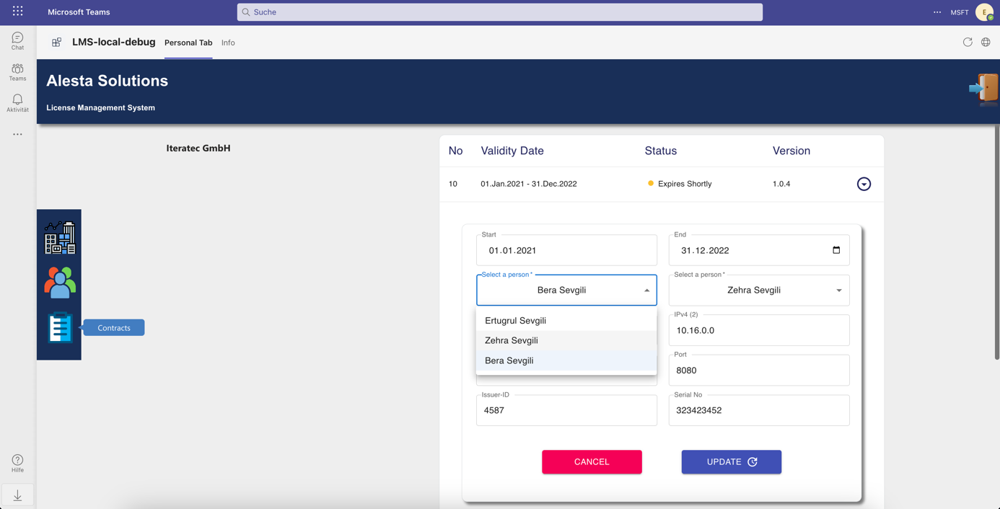 Microsoft Teams
Suche
MSFT
E
Chat
Teams
Aktivität
Hilfe
LMS-local-debug
Personal Tab
Info
Alesta Solutions
License Management System
Iteratec GmbH
Contracts
No Validity Date Status Version
10 01.Jan.2021 - 31.Dec.2022 Expires Shortly 1.0.4
Start
01.01.2021
End
31.12.2022
Select a person *
Bera Sevgili
Select a person *
Zehra Sevgili
Ertugrul Sevgili
Zehra Sevgili
Bera Sevgili
IPv4 (2)
10.16.0.0
Port
8080
Issuer-ID
4587
Serial No
323423452
CANCEL
UPDATE